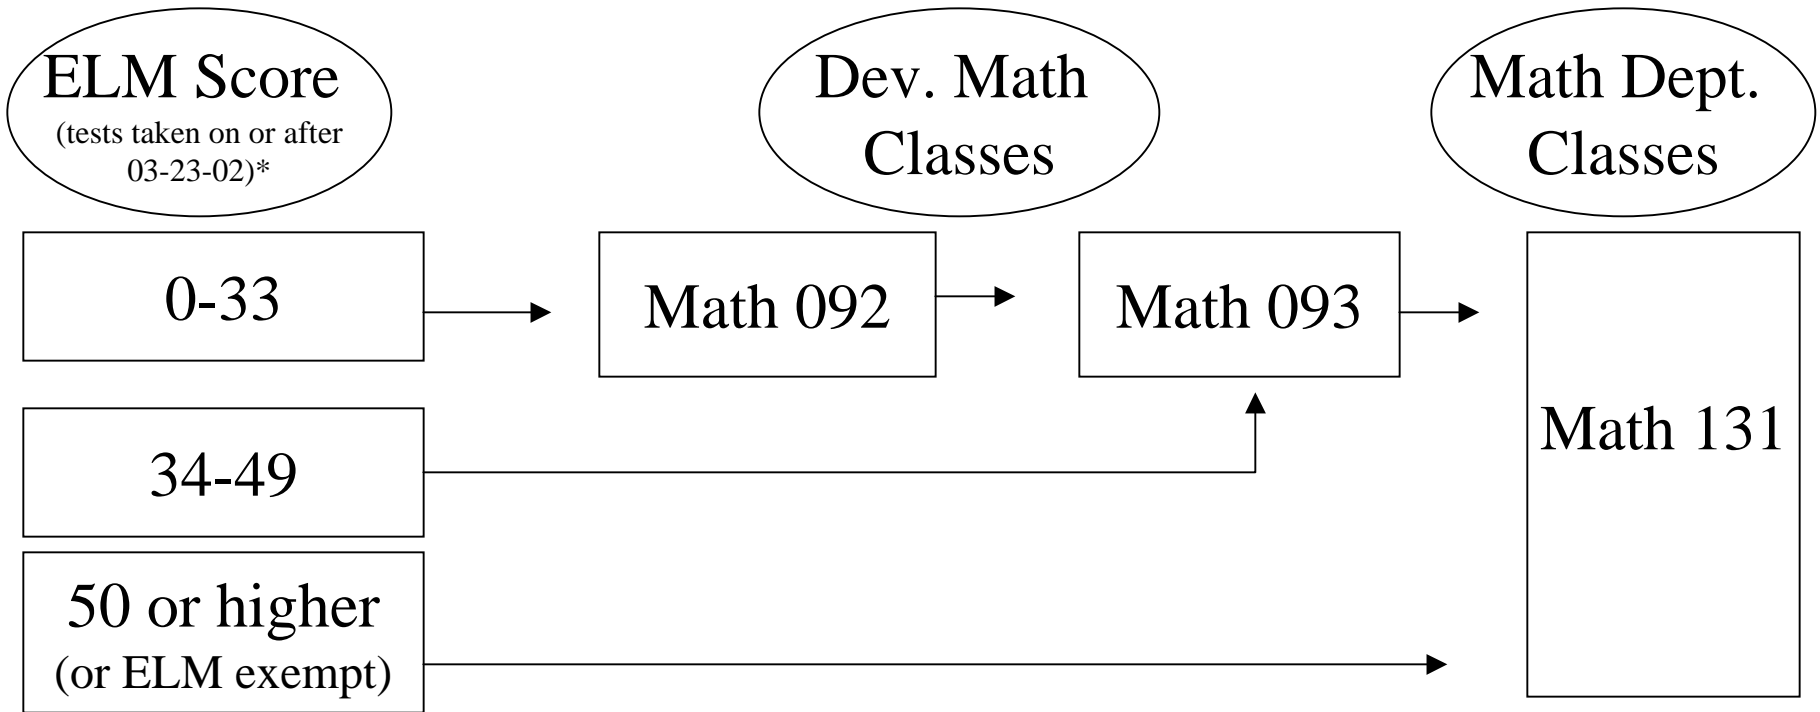 ELM Score
(tests taken on or after
03-23-02)*
Dev. Math
Classes
Math Dept.
Classes
0-33
Math 092
Math 093
Math 131
34-49
50 or higher
(or ELM exempt)